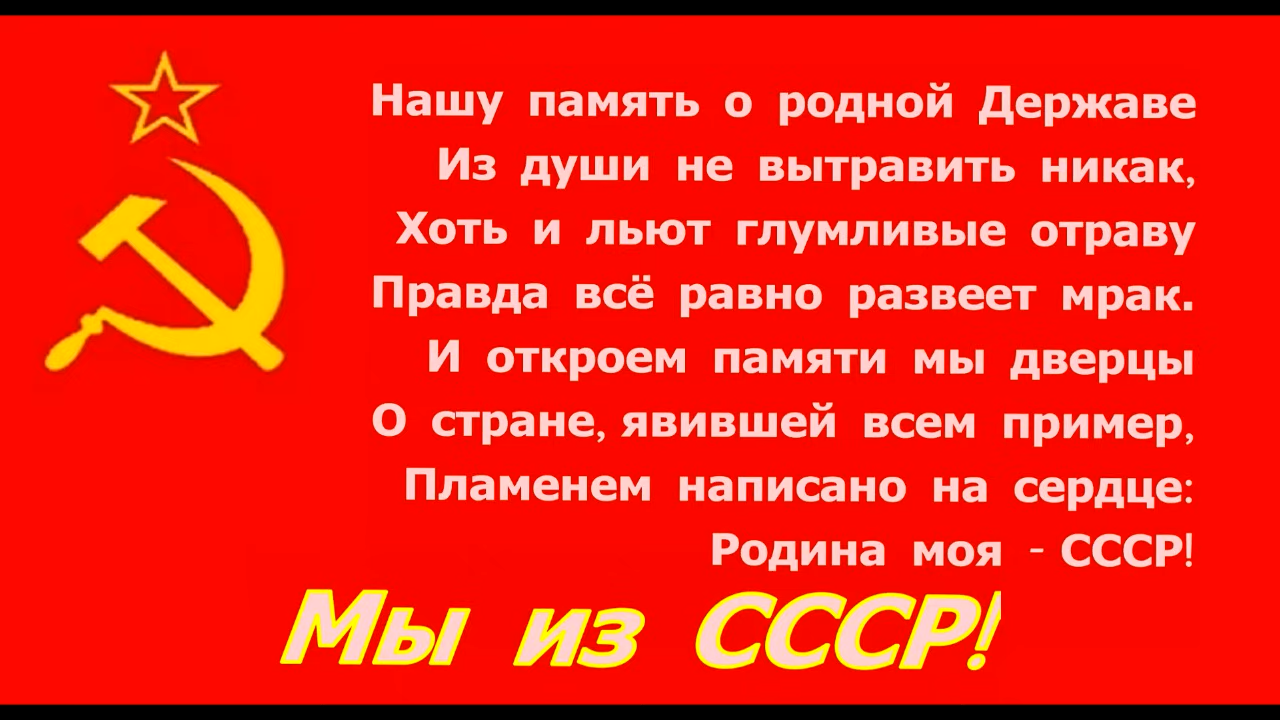 Нашу память о родной Державе
Из души не вытравить никак,
Хоть и льют глумливые отраву
Правда всё равно развеет мрак.
И откроем памяти мы дверцы
О стране, явившей всем пример,
Пламенем написано на сердце:
Родина моя - СССР!
Мы из СССР!